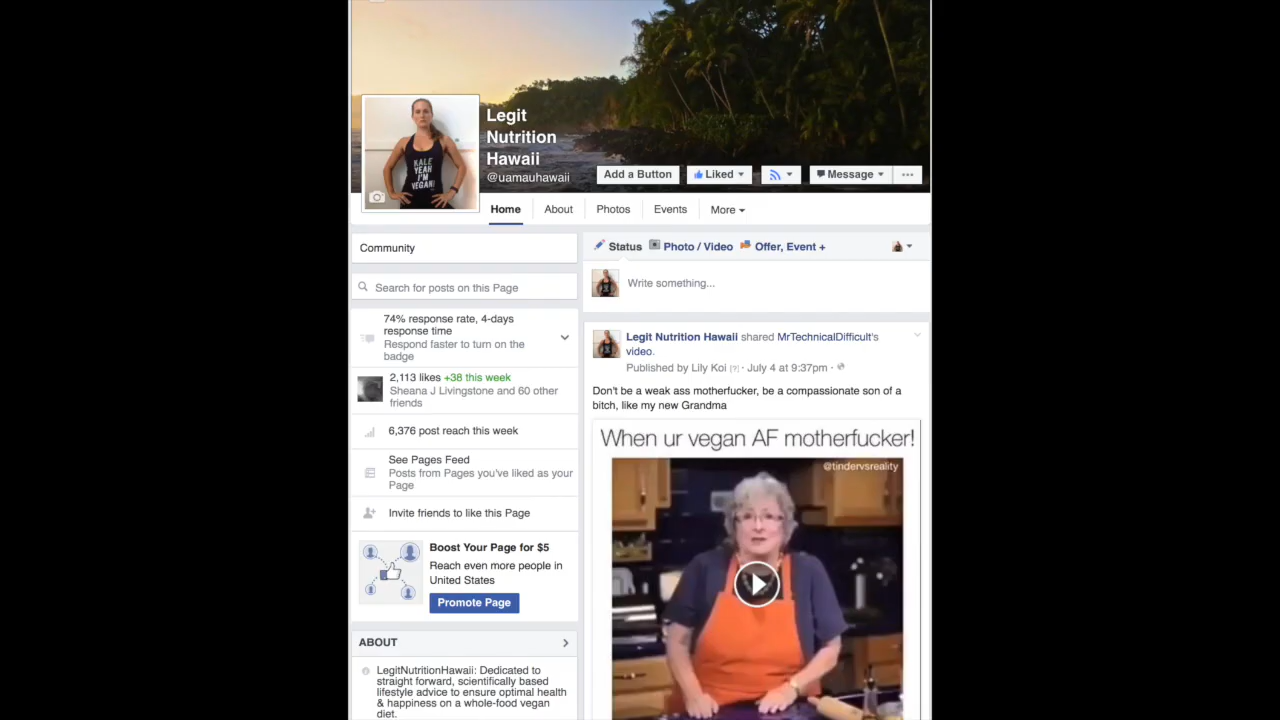 Legit
Nutrition
Hawaii
@uamauhawaii
KALE
YEAH
I'M
VEGAN!
Add a Button
Liked
Message
Home
About
Photos
Events
More
Community
Search for posts on this Page
74% response rate, 4-days
response time
Respond faster to turn on the
badge
2,113 likes +38 this week
Sheana J Livingstone and 60 other
friends
6,376 post reach this week
See Pages Feed
Posts from Pages you've liked as your
Page
Invite friends to like this Page
Boost Your Page for $5
Reach even more people in
United States
Promote Page
ABOUT
LegitNutritionHawaii: Dedicated to
straight forward, scientifically based
lifestyle advice to ensure optimal health
& happiness on a whole-food vegan
diet.
Status
Photo / Video
Offer, Event +
Write something...
Legit Nutrition Hawaii shared MrTechnicalDifficult's
video.
Published by Lily Koi [?] · July 4 at 9:37pm ·
Don't be a weak ass motherfucker, be a compassionate son of a
bitch, like my new Grandma
When ur vegan AF motherfucker!
@tindervsreality